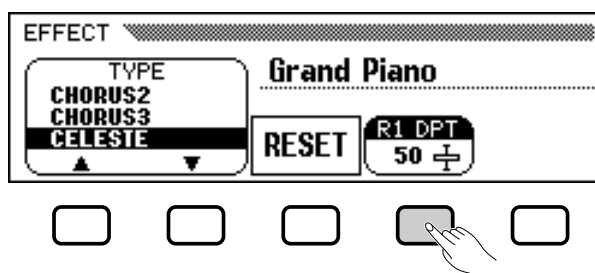 EFFECT
TYPE
CHORUS2
CHORUS3
CELESTE
▲ ▼
Grand Piano
RESET
R1 DPT
50